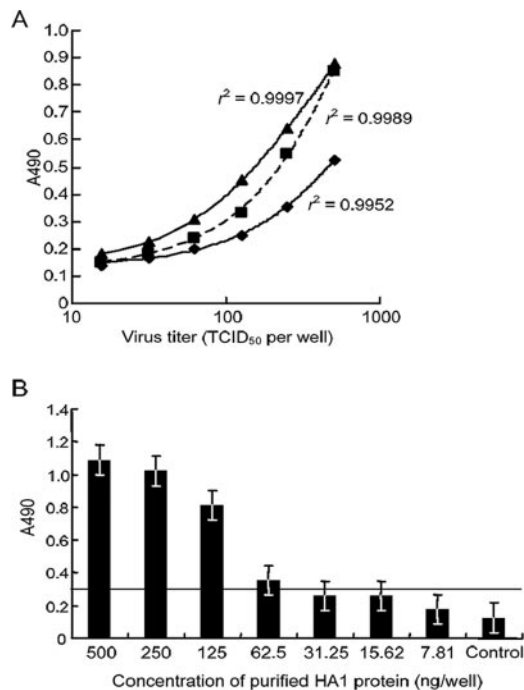 A
1.0
0.9
0.8
0.7
0.6
0.5
0.4
0.3
0.2
0.1
0
A490
r² = 0.9997
r² = 0.9989
r² = 0.9952
10
100
1000
Virus titer (TCID₅₀ per well)
B
1.4
1.2
1.0
0.8
0.6
0.4
0.2
0
A490
500 250 125 62.5 31.25 15.62 7.81 Control
Concentration of purified HA1 protein (ng/well)